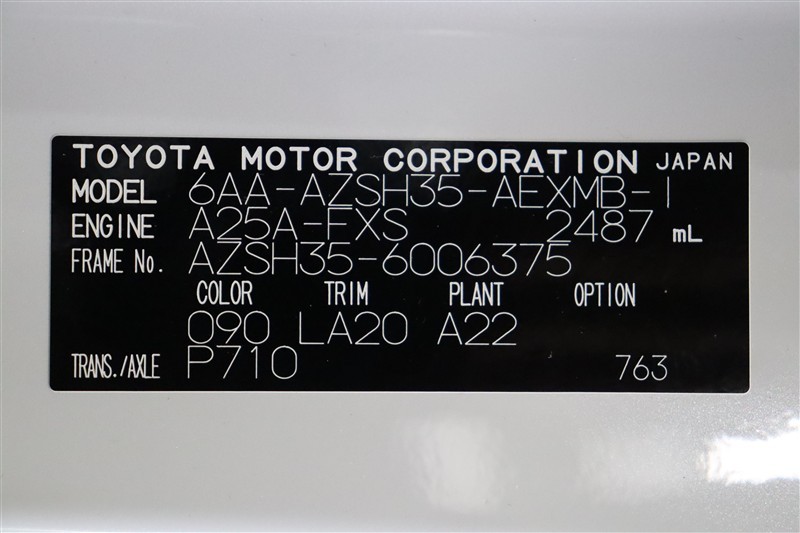 TOYOTA MOTOR CORPORATION JAPAN
MODEL 6AA-AZSH35-AEXMB-1
ENGINE A25A-FXS 2487 mL
FRAME No. AZSH35-6006375
COLOR TRIM PLANT OPTION
090 LA20 A22
TRANS./AXLE P710 763